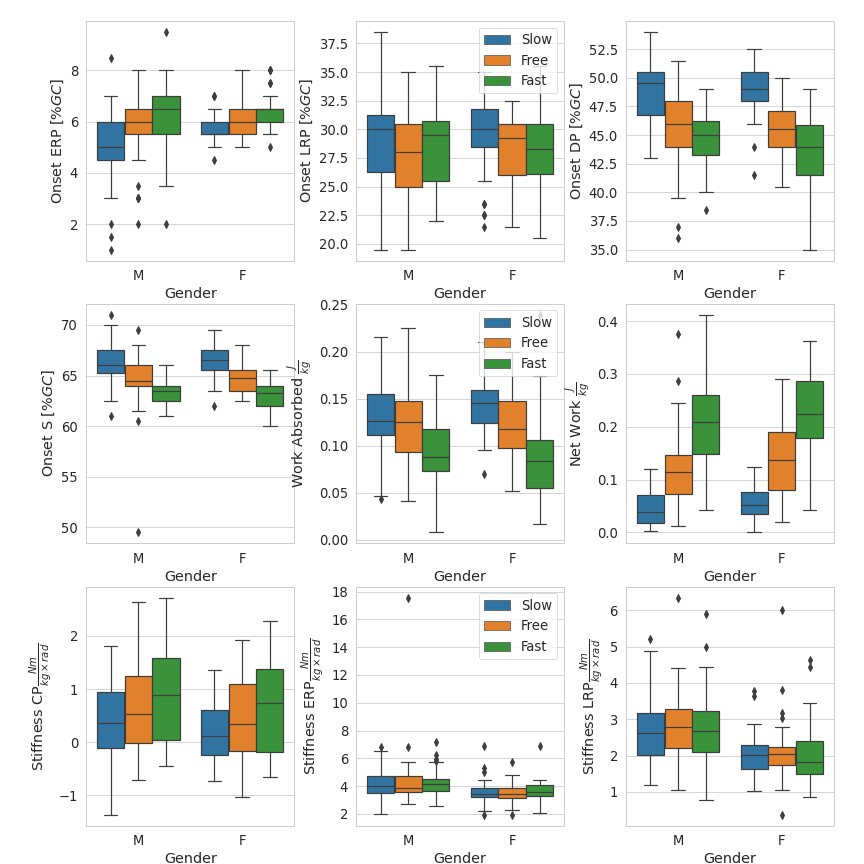 Onset ERP [%GC]
8
6
4
2
M F
Gender
Onset LRP [%GC]
37.5
35.0
32.5
30.0
27.5
25.0
22.5
20.0
Slow
Free
Fast
M F
Gender
Onset DP [%GC]
52.5
50.0
47.5
45.0
42.5
40.0
37.5
35.0
M F
Gender
Onset S [%GC]
70
65
60
55
50
M F
Gender
Work Absorbed J/kg
0.25
0.20
0.15
0.10
0.05
0.00
Slow
Free
Fast
M F
Gender
Net Work J/kg
0.4
0.3
0.2
0.1
0.0
M F
Gender
Stiffness CP Nm/kg × rad
2
1
0
−1
M F
Gender
Stiffness ERP Nm/kg × rad
18
16
14
12
10
8
6
4
2
Slow
Free
Fast
M F
Gender
Stiffness LRP Nm/kg × rad
6
5
4
3
2
1
M F
Gender